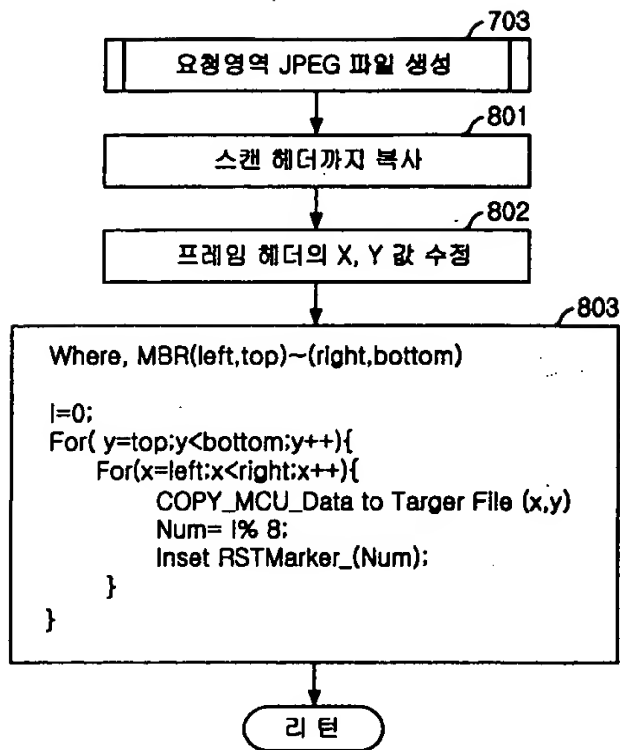 703
요청영역 JPEG 파일 생성
801
스캔 헤더까지 복사
802
프레임 헤더의 X, Y 값 수정
803
Where, MBR(left,top)~(right,bottom)
I=0;
For( y=top;y<bottom;y++){
For(x=left;x<right;x++){
COPY_MCU_Data to Targer File (x,y)
Num= I% 8;
Inset RSTMarker_(Num);
}
}
리턴